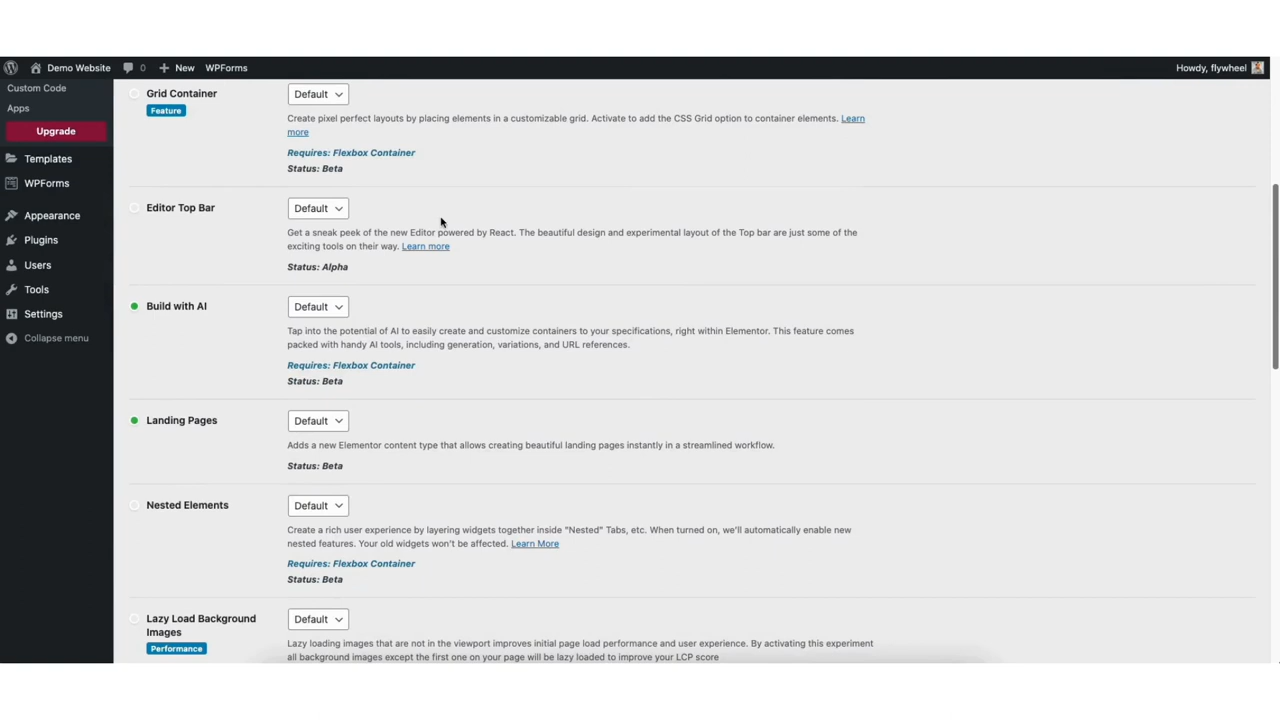 Demo Website 0 New WPForms Howdy, flywheel
Custom Code
Apps
Upgrade
Templates
WPForms
Appearance
Plugins
Users
Tools
Settings
Collapse menu
Grid Container Default
Feature
Create pixel perfect layouts by placing elements in a customizable grid. Activate to add the CSS Grid option to container elements. Learn
more
Requires: Flexbox Container
Status: Beta
Editor Top Bar Default
Get a sneak peek of the new Editor powered by React. The beautiful design and experimental layout of the Top bar are just some of the
exciting tools on their way. Learn more
Status: Alpha
Build with AI Default
Tap into the potential of AI to easily create and customize containers to your specifications, right within Elementor. This feature comes
packed with handy AI tools, including generation, variations, and URL references.
Requires: Flexbox Container
Status: Beta
Landing Pages Default
Adds a new Elementor content type that allows creating beautiful landing pages instantly in a streamlined workflow.
Status: Beta
Nested Elements Default
Create a rich user experience by layering widgets together inside "Nested" Tabs, etc. When turned on, we'll automatically enable new
nested features. Your old widgets won't be affected. Learn More
Requires: Flexbox Container
Status: Beta
Lazy Load Background Default
Images
Performance
Lazy loading images that are not in the viewport improves initial page load performance and user experience. By activating this experiment
all background images except the first one on your page will be lazy loaded to improve your LCP score